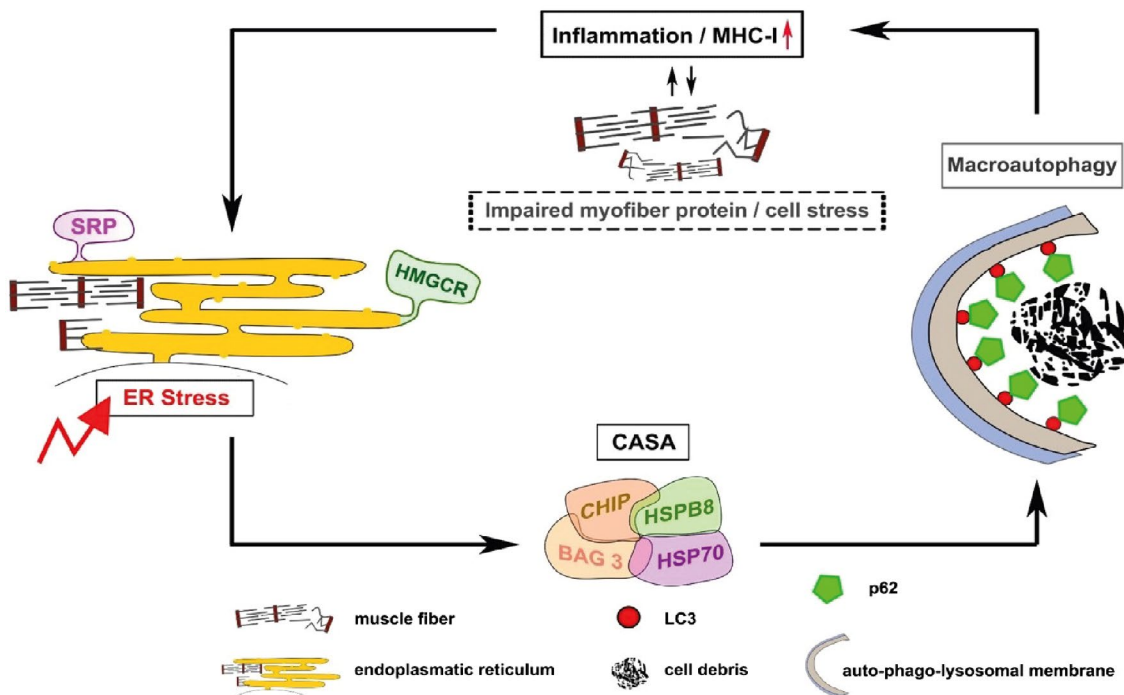 Inflammation / MHC-I
Macroautophagy
Impaired myofiber protein / cell stress
SRP
HMGCR
ER Stress
CASA
CHIP
HSPB8
BAG 3
HSP70
p62
muscle fiber
LC3
endoplasmatic reticulum
cell debris
auto-phago-lysosomal membrane